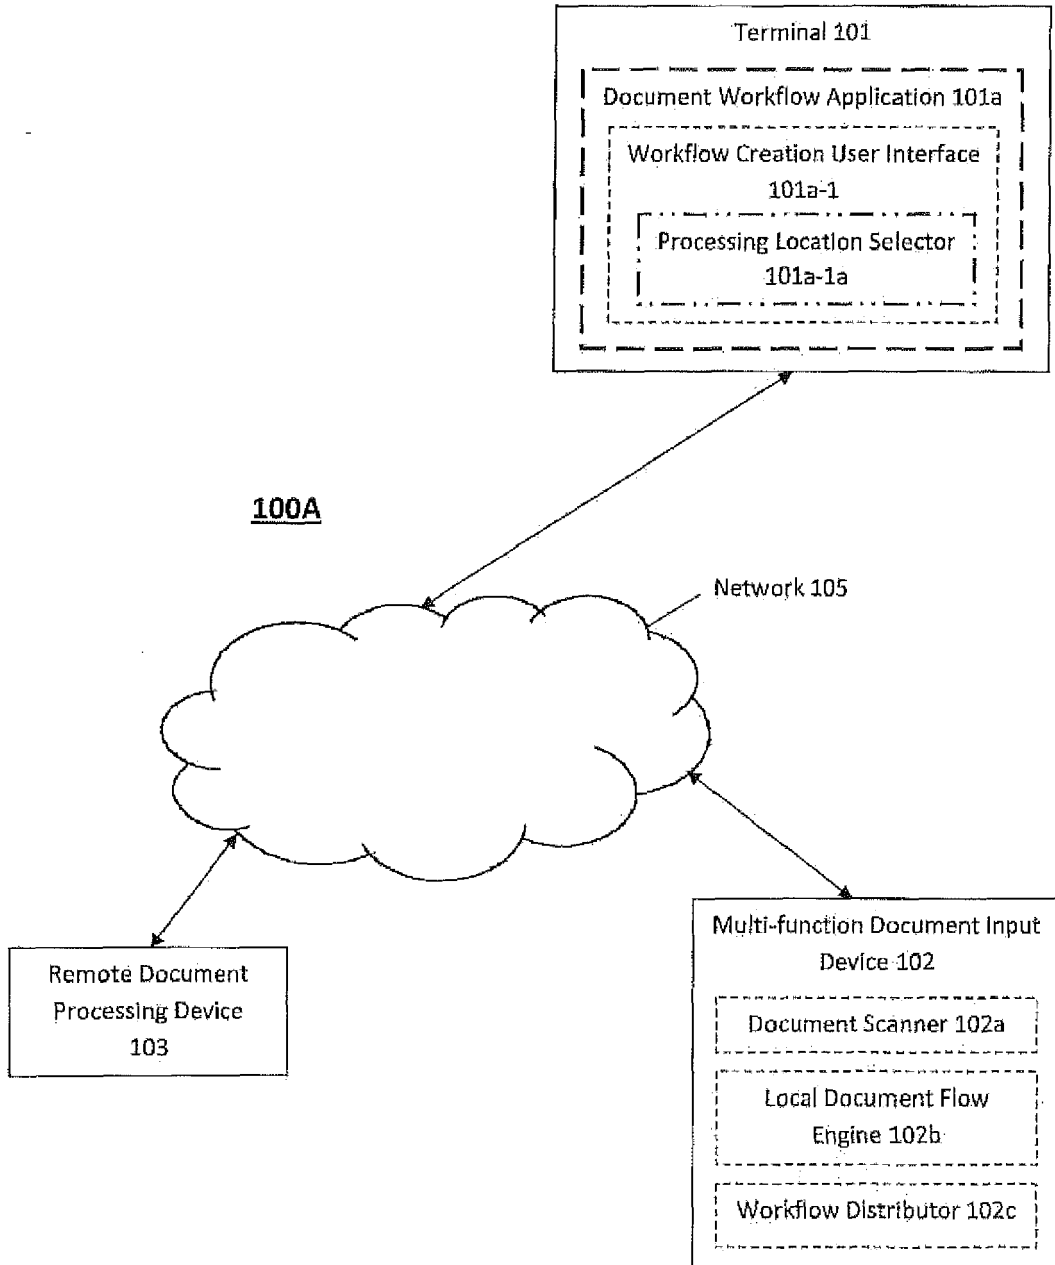 Terminal 101
Document Workflow Application 101a
Workflow Creation User Interface
101a-1
Processing Location Selector
101a-1a
100A
Network 105
Remote Document
Processing Device
103
Multi-function Document Input
Device 102
Document Scanner 102a
Local Document Flow
Engine 102b
Workflow Distributor 102c